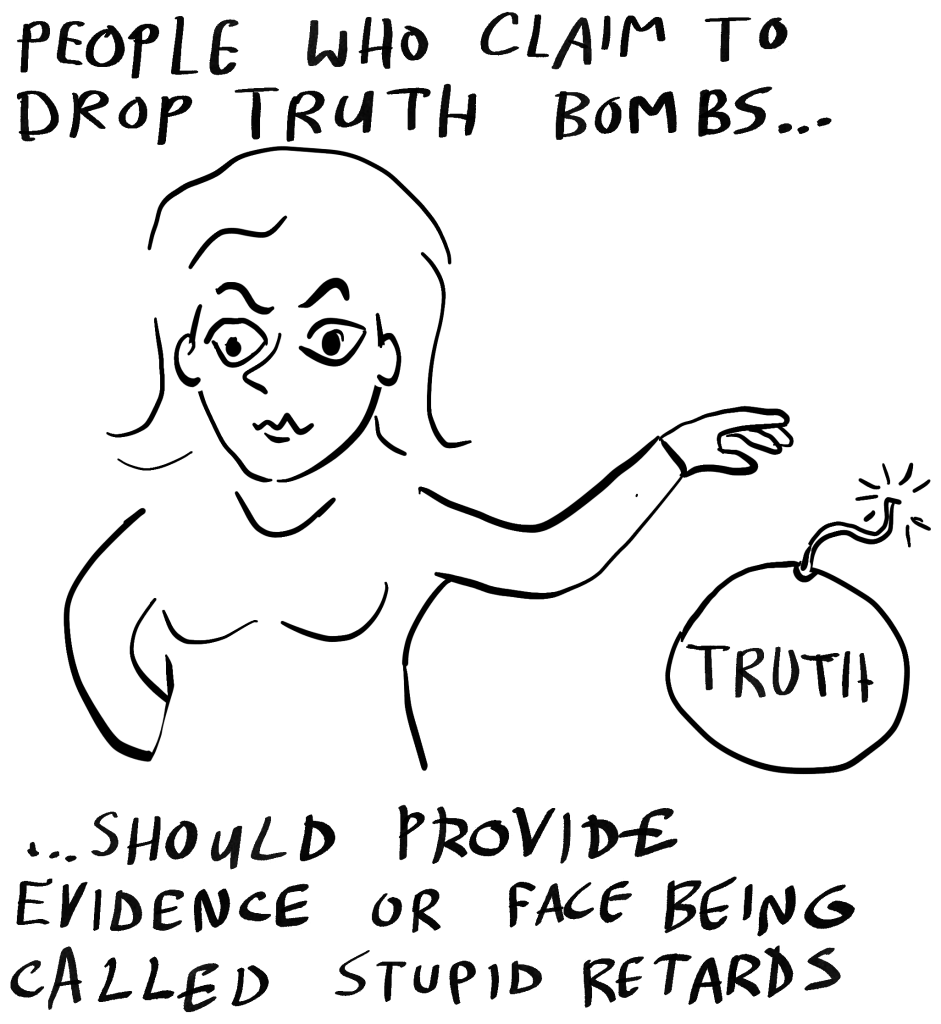 PEOPLE WHO CLAIM TO
DROP TRUTH BOMBS...
TRUTH
...SHOULD PROVIDE
EVIDENCE OR FACE BEING
CALLED STUPID RETARDS